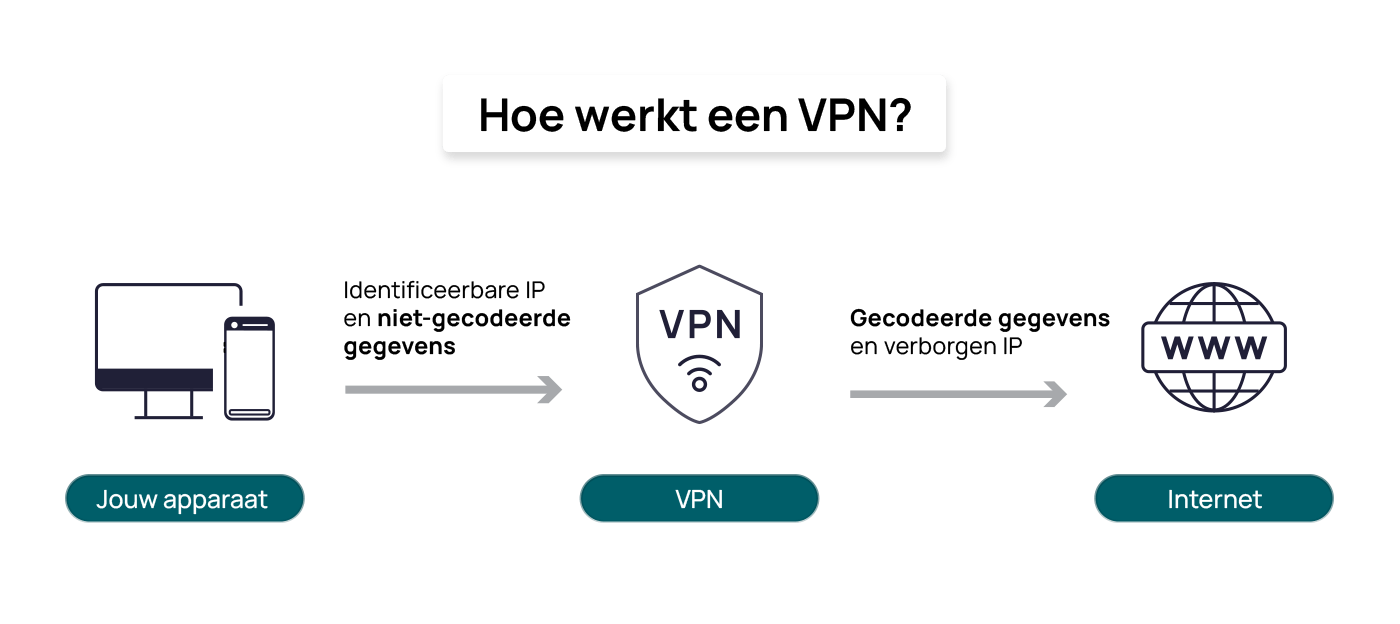 Hoe werkt een VPN?
Identificeerbare IP
en niet-gecodeerde
gegevens
VPN
Gecodeerde gegevens
en verborgen IP
WWW
Jouw apparaat
VPN
Internet